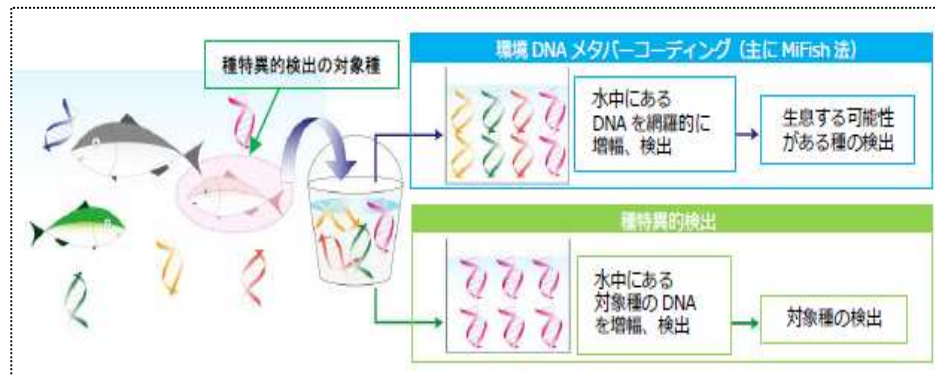 種特異的検出の対象種
環境 DNA メタバーコーディング（主に MiFish 法）
水中にある
DNA を網羅的に
増幅、検出
生息する可能性
がある種の検出
種特異的検出
水中にある
対象種の DNA
を増幅、検出
対象種の検出